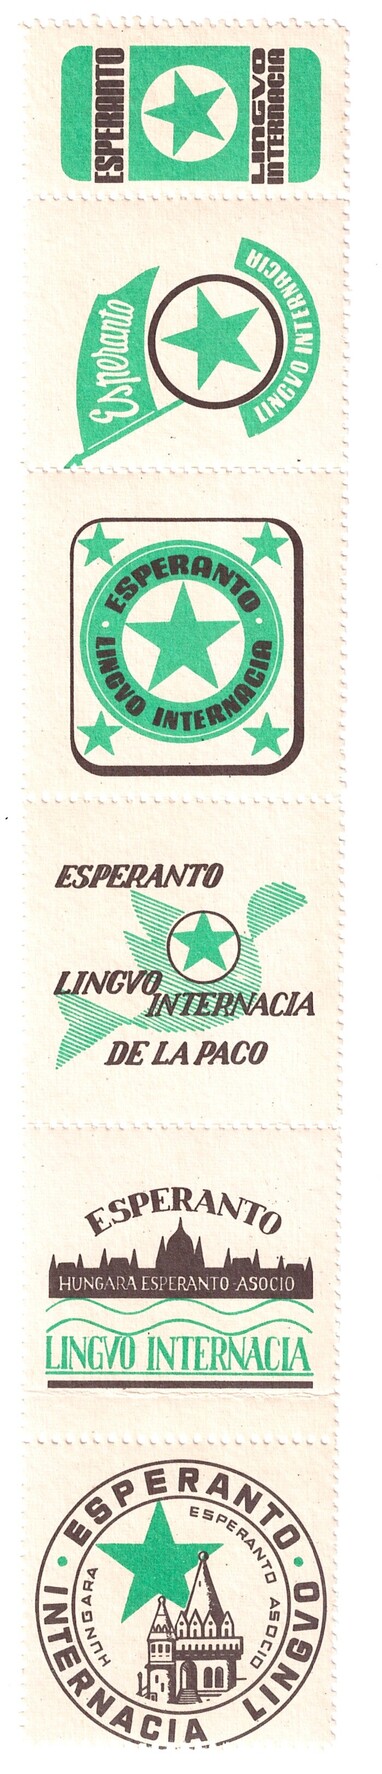 ESPERANTO
LINGVO
INTERNACIA
Esperanto
LINGVO INTERNACIA
ESPERANTO
LINGVO INTERNACIA
ESPERANTO
LINGVO
INTERNACIA
DE LA PACO
ESPERANTO
HUNGARA ESPERANTO-ASOCIO
LINGVO INTERNACIA
ESPERANTO
INTERNACIA LINGVO
HUNGARA
ESPERANTO ASOCIO